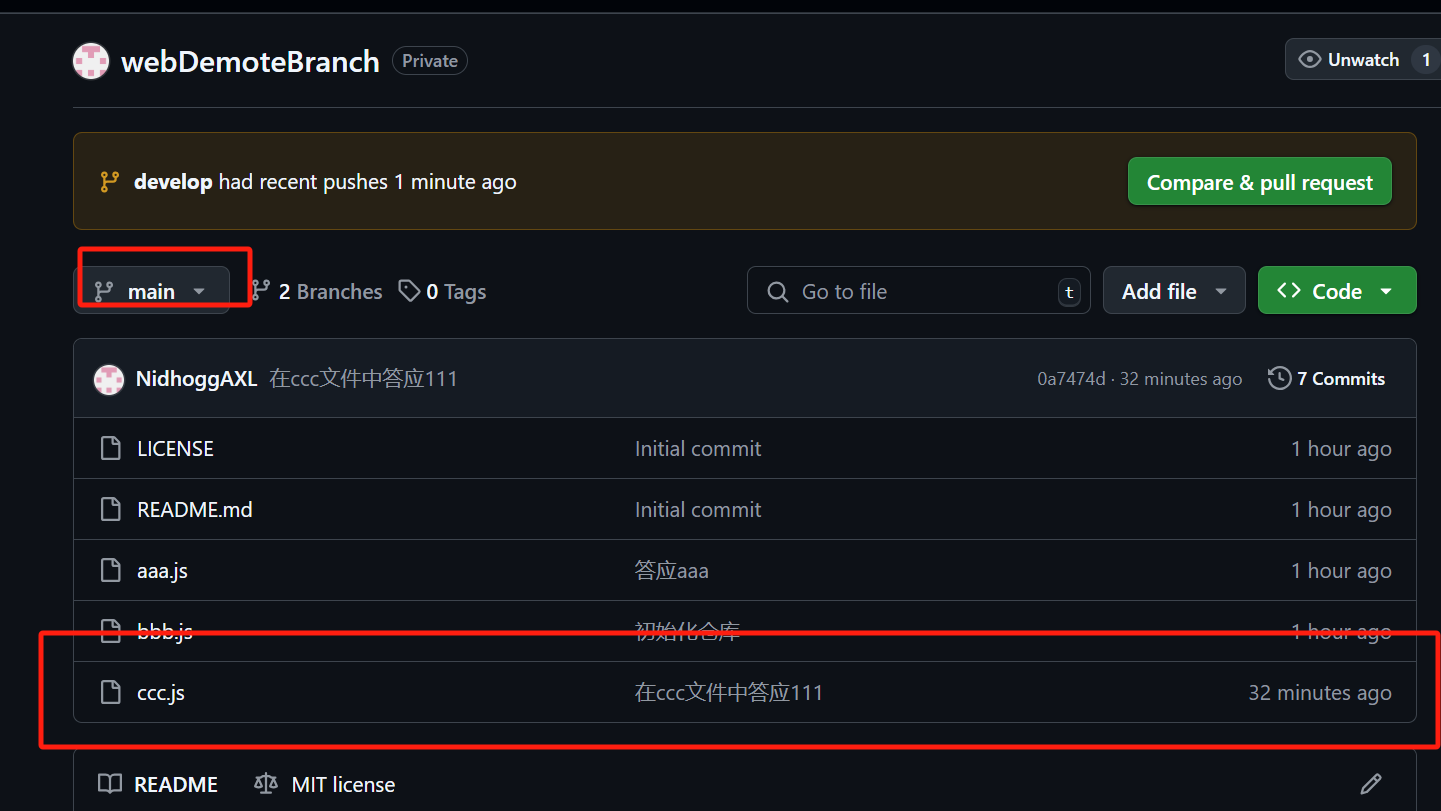 webDemoteBranch Private Unwatch 1
develop had recent pushes 1 minute ago Compare & pull request
main 2 Branches 0 Tags Go to file t Add file Code
NidhoggAXL 在ccc文件中答应111 0a7474d · 32 minutes ago 7 Commits
LICENSE Initial commit 1 hour ago
README.md Initial commit 1 hour ago
aaa.js 答应aaa 1 hour ago
bbb.js 初始化仓库 1 hour ago
ccc.js 在ccc文件中答应111 32 minutes ago
README MIT license